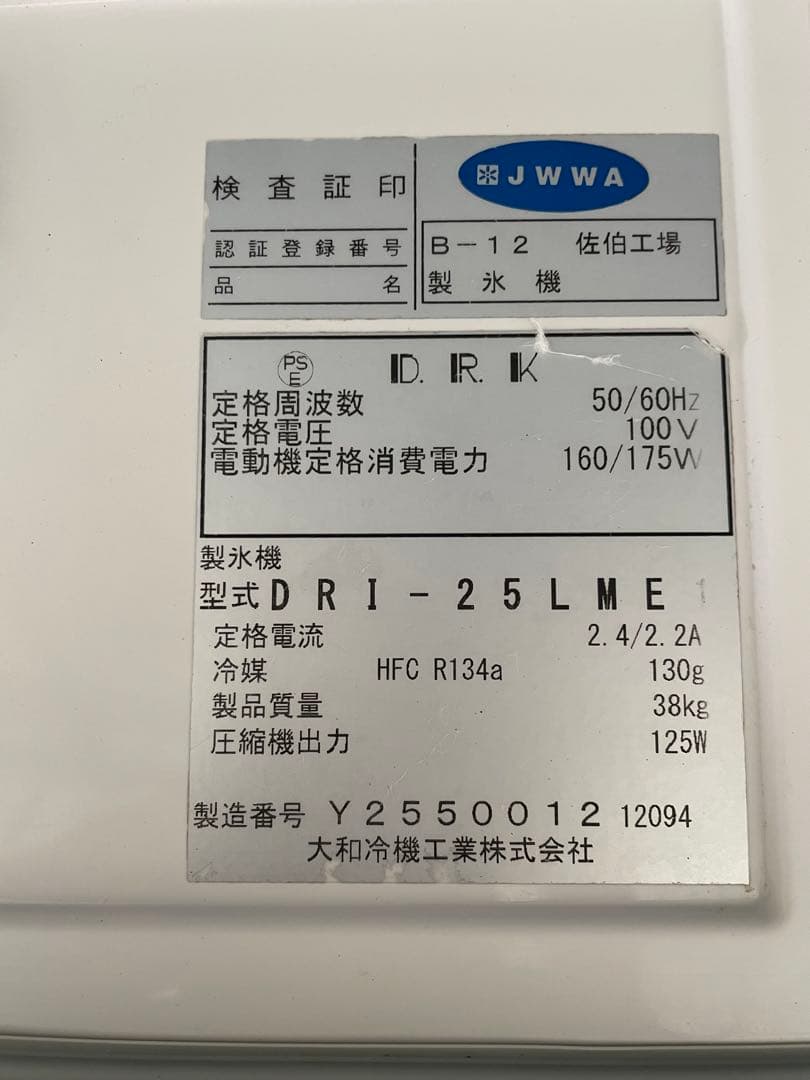 検査証印
JWWA
認証登録番号 B-12 佐伯工場
品名 製氷機
PSE D.R.K
定格周波数 50/60Hz
定格電圧 100V
電動機定格消費電力 160/175W
製氷機
型式 DRI-25LME1
定格電流 2.4/2.2A
冷媒 HFC R134a 130g
製品質量 38kg
圧縮機出力 125W
製造番号 Y2550012 12094
大和冷機工業株式会社